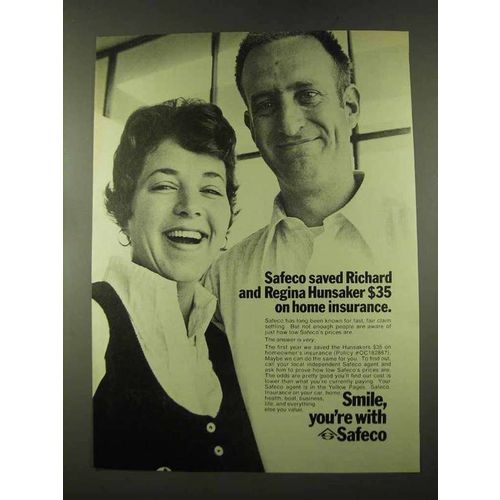 Safeco saved Richard
and Regina Hunsaker $35
on home insurance.
Safeco has long been known for fast, fair claim
settling. But not enough people are aware of
just how low Safeco's prices are.
The answer is very.
The first year we saved the Hunsakers $35 on
homeowner's insurance (Policy #OC182867).
Maybe we can do the same for you. To find out,
call your local independent Safeco agent and
ask him to prove how low Safeco's prices are.
The odds are pretty good you'll find our cost is
lower than what you're currently paying. Your
Safeco agent is in the Yellow Pages. Safeco.
Insurance on your car, home,
health, boat, business,
life, and everything
else you value.
Smile,
you're with
Safeco